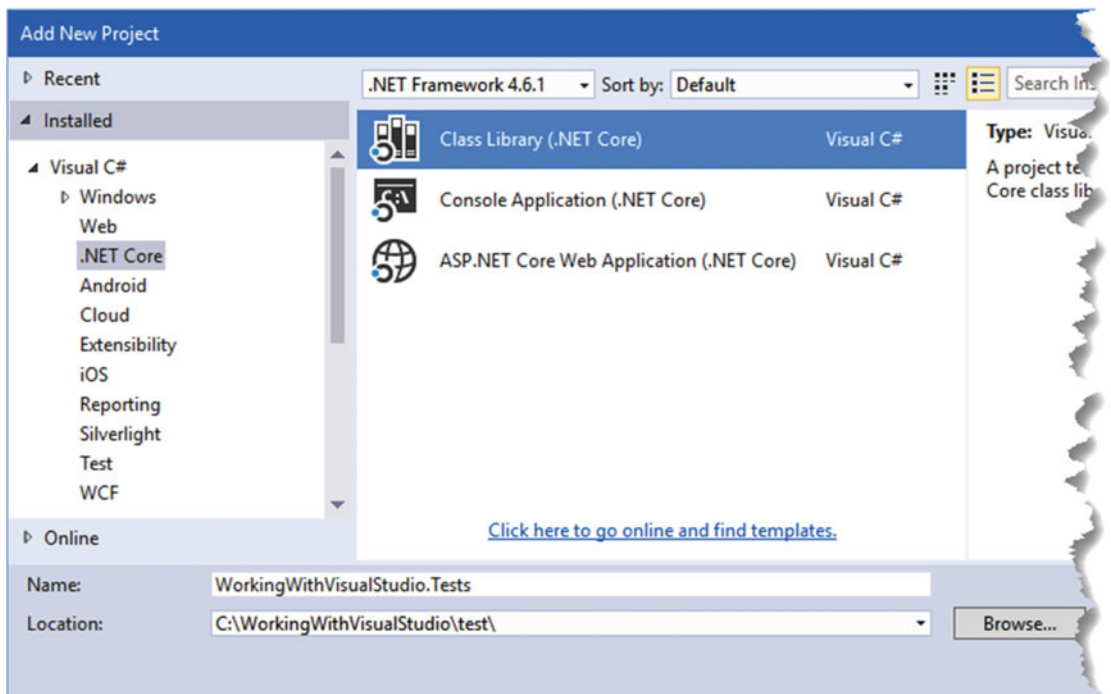 Add New Project
Recent
Installed
Visual C#
Windows
Web
.NET Core
Android
Cloud
Extensibility
iOS
Reporting
Silverlight
Test
WCF
Online
.NET Framework 4.6.1 Sort by: Default Search
Class Library (.NET Core) Visual C#
Console Application (.NET Core) Visual C#
ASP.NET Core Web Application (.NET Core) Visual C#
Click here to go online and find templates.
Type:
A project
Core class
Name: WorkingWithVisualStudio.Tests
Location: C:\WorkingWithVisualStudio\test\ Browse...